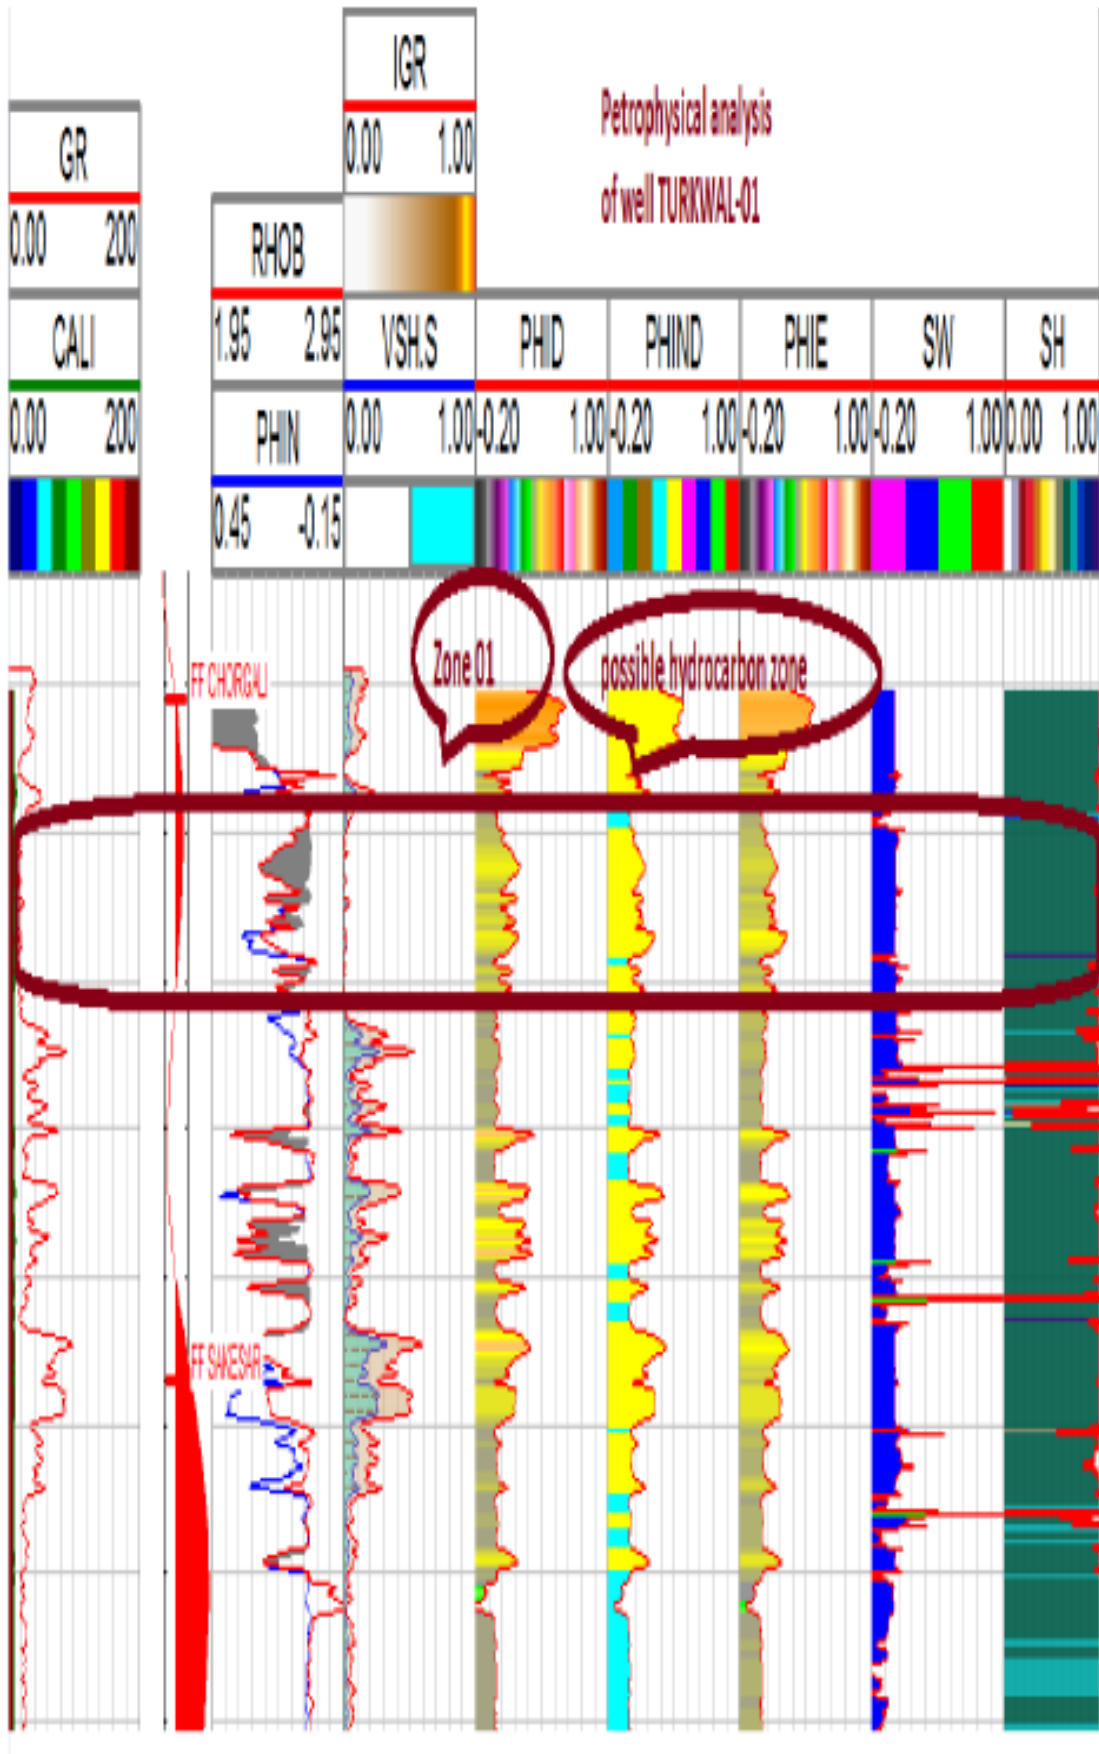 IGR
0.00 1.00
Petrophysical analysis
of well TURKWAL-01
GR
0.00 200
RHOB
1.95 2.95
CALI
0.00 200
PHIN
0.45 -0.15
VSH.S
0.00 1.00
PHID
-0.20 1.00
PHIND
-0.20 1.00
PHIE
-0.20 1.00
SW
-0.20 1.00
SH
0.00 1.00
Zone 01
possible hydrocarbon zone
FF CHORGALI
FF SAKESAR